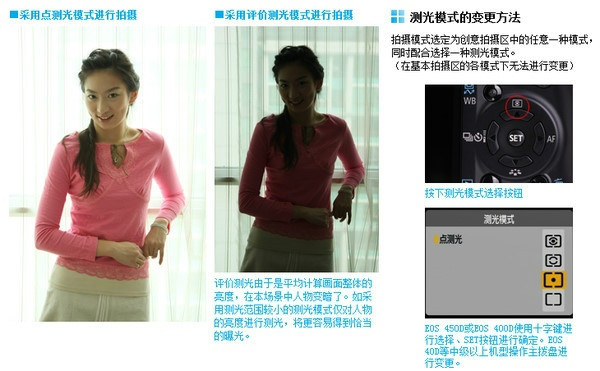 ■采用点测光模式进行拍摄
■采用评价测光模式进行拍摄
评价测光由于是平均计算画面整体的
亮度，在本场景中人物变暗了。如采
用测光范围较小的测光模式仅对人物
的亮度进行测光，将更容易得到恰当
的曝光。
测光模式的变更方法
拍摄模式选定为创意拍摄区中的任意一种模式，
同时配合选择一种测光模式。
（在基本拍摄区的各模式下无法进行变更）
WB
SET
AF
按下测光模式选择按钮
测光模式
点测光
EOS 450D或EOS 400D使用十字键进
行选择、SET按钮进行确定。EOS
40D等中级以上机型操作主拨盘进
行变更。